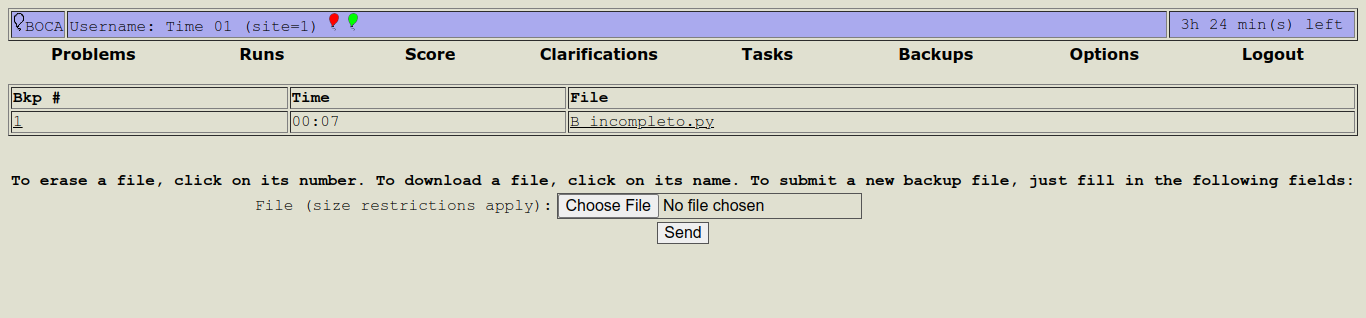 BOCA Username: Time 01 (site=1) 3h 24 min(s) left
Problems Runs Score Clarifications Tasks Backups Options Logout
Bkp # Time File
1 00:07 B_incompleto.py
To erase a file, click on its number. To download a file, click on its name. To submit a new backup file, just fill in the following fields:
File (size restrictions apply): Choose File No file chosen
Send